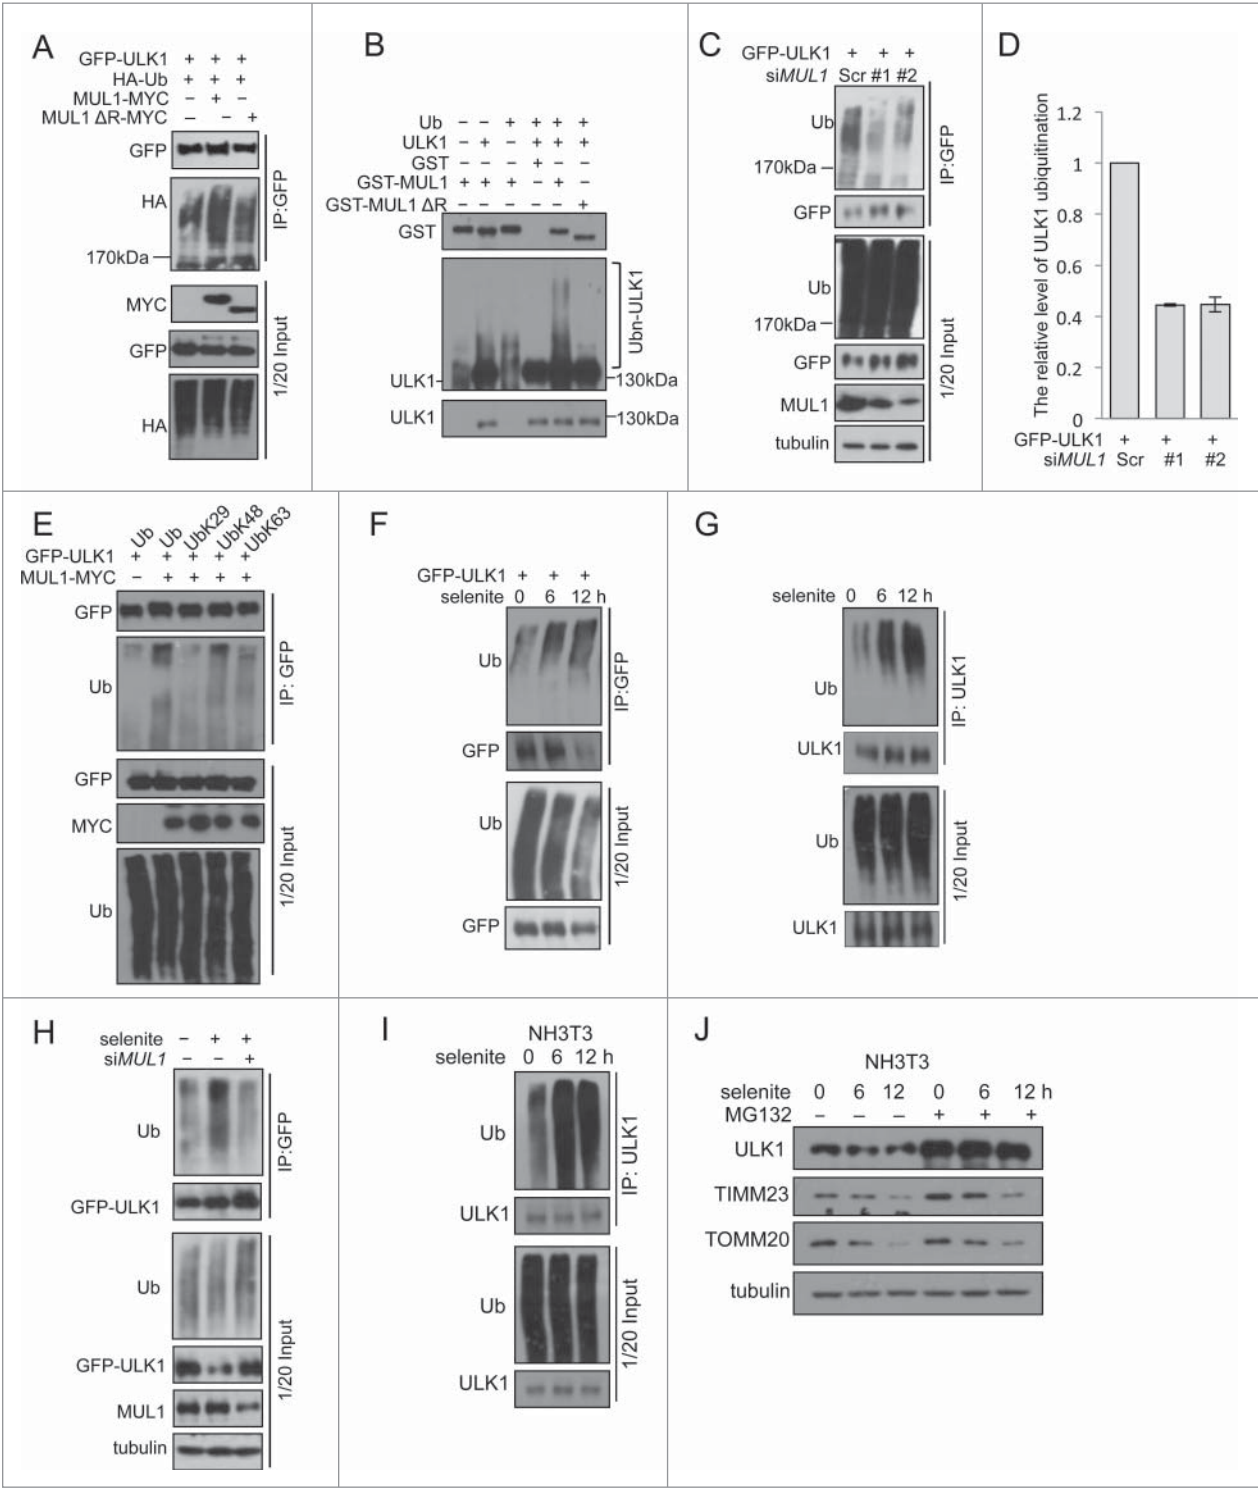 A
GFP-ULK1 + + +
HA-Ub + + +
MUL1-MYC – + –
MUL1 ΔR-MYC – – +
GFP
HA
170kDa
IP:GFP
MYC
GFP
HA
1/20 Input
B
Ub – – + + + +
ULK1 – + – + + +
GST – – – + – –
GST-MUL1 + + + – + –
GST-MUL1 ΔR – – – – – +
GST
Ubn-ULK1
ULK1
130kDa
ULK1
130kDa
C
GFP-ULK1 + + +
siMUL1 Scr #1 #2
Ub
170kDa
GFP
IP:GFP
Ub
170kDa
GFP
MUL1
tubulin
1/20 Input
D
The relative level of ULK1 ubiquitination
1.2
1
0.8
0.6
0.4
0.2
0
GFP-ULK1 + + +
siMUL1 Scr #1 #2
E
Ub Ub UbK29 UbK48 UbK63
GFP-ULK1 + + + + +
MUL1-MYC – + + + +
GFP
Ub
IP: GFP
GFP
MYC
Ub
1/20 Input
F
GFP-ULK1 + + +
selenite 0 6 12 h
Ub
GFP
IP:GFP
Ub
GFP
1/20 Input
G
selenite 0 6 12 h
Ub
ULK1
IP: ULK1
Ub
ULK1
1/20 Input
H
selenite – + +
siMUL1 – – +
Ub
GFP-ULK1
IP:GFP
Ub
GFP-ULK1
MUL1
tubulin
1/20 Input
I
NH3T3
selenite 0 6 12 h
Ub
ULK1
IP: ULK1
Ub
ULK1
1/20 Input
J
NH3T3
selenite 0 6 12 0 6 12 h
MG132 – – – + + +
ULK1
TIMM23
TOMM20
tubulin